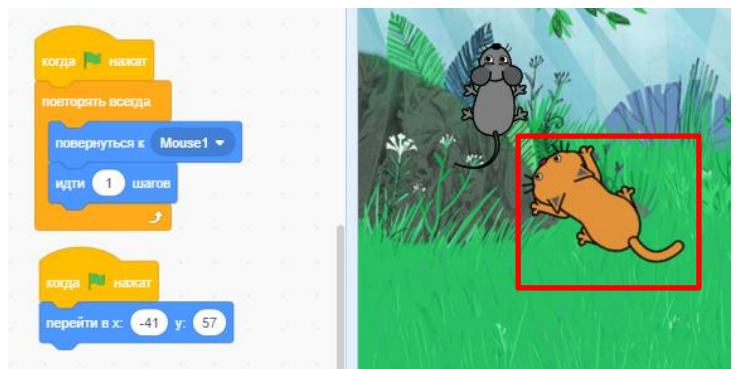 когда нажат
повторять всегда
повернуться к Mouse1
идти 1 шагов
когда нажат
перейти в x: -41 y: 57